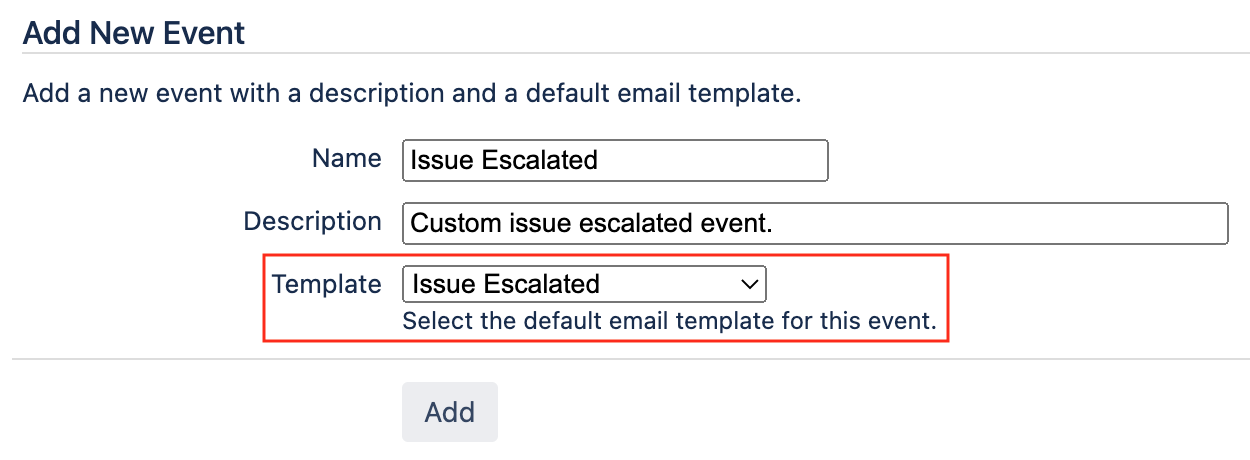 Add New Event
Add a new event with a description and a default email template.
Name Issue Escalated
Description Custom issue escalated event.
Template Issue Escalated
Select the default email template for this event.
Add